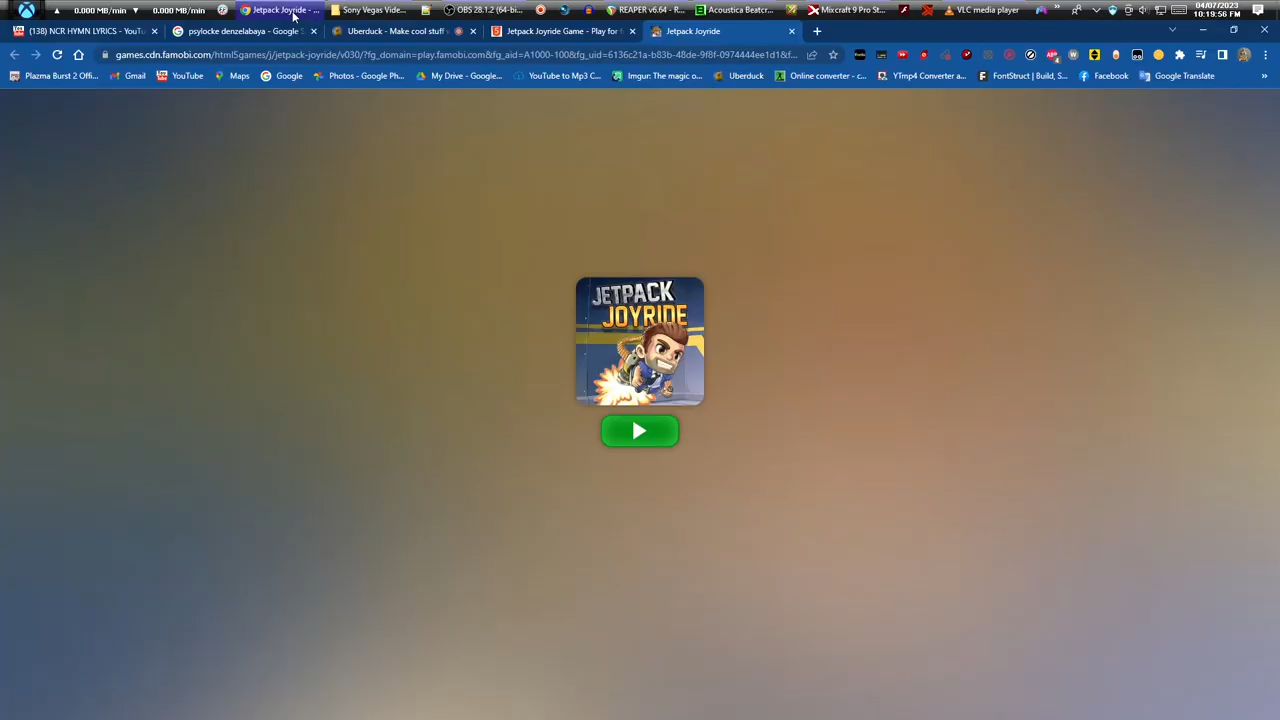 0.000 MB/min
0.000 MB/min
Jetpack Joyride - ...
Sony Vegas Vide...
OBS 28.1.2 (64-bi...
REAPER v6.64 - R...
Acoustica Beatcr...
Mixcraft 9 Pro St...
VLC media player
04/07/2023
10:19:56 PM
(138) NCR HYMN LYRICS - YouT
psylocke denzelabaya - Google S
Uberduck - Make cool stuff
Jetpack Joyride Game - Play for f
Jetpack Joyride
games.cdn.famobi.com/html5games/j/jetpack-joyride/v030/?fg_domain=play.famobi.com&fg_aid=A1000-100&fg_uid=6136c21a-b83b-48de-9f8f-0974444ee1d1&f...
Plazma Burst 2 Offi...
Gmail
YouTube
Maps
Google
Photos - Google Ph...
My Drive - Google...
YouTube to Mp3 C...
Imgur: The magic o...
Uberduck
Online converter - c...
YTmp4 Converter a...
FontStruct | Build, S...
Facebook
Google Translate
JETPACK
JOYRIDE